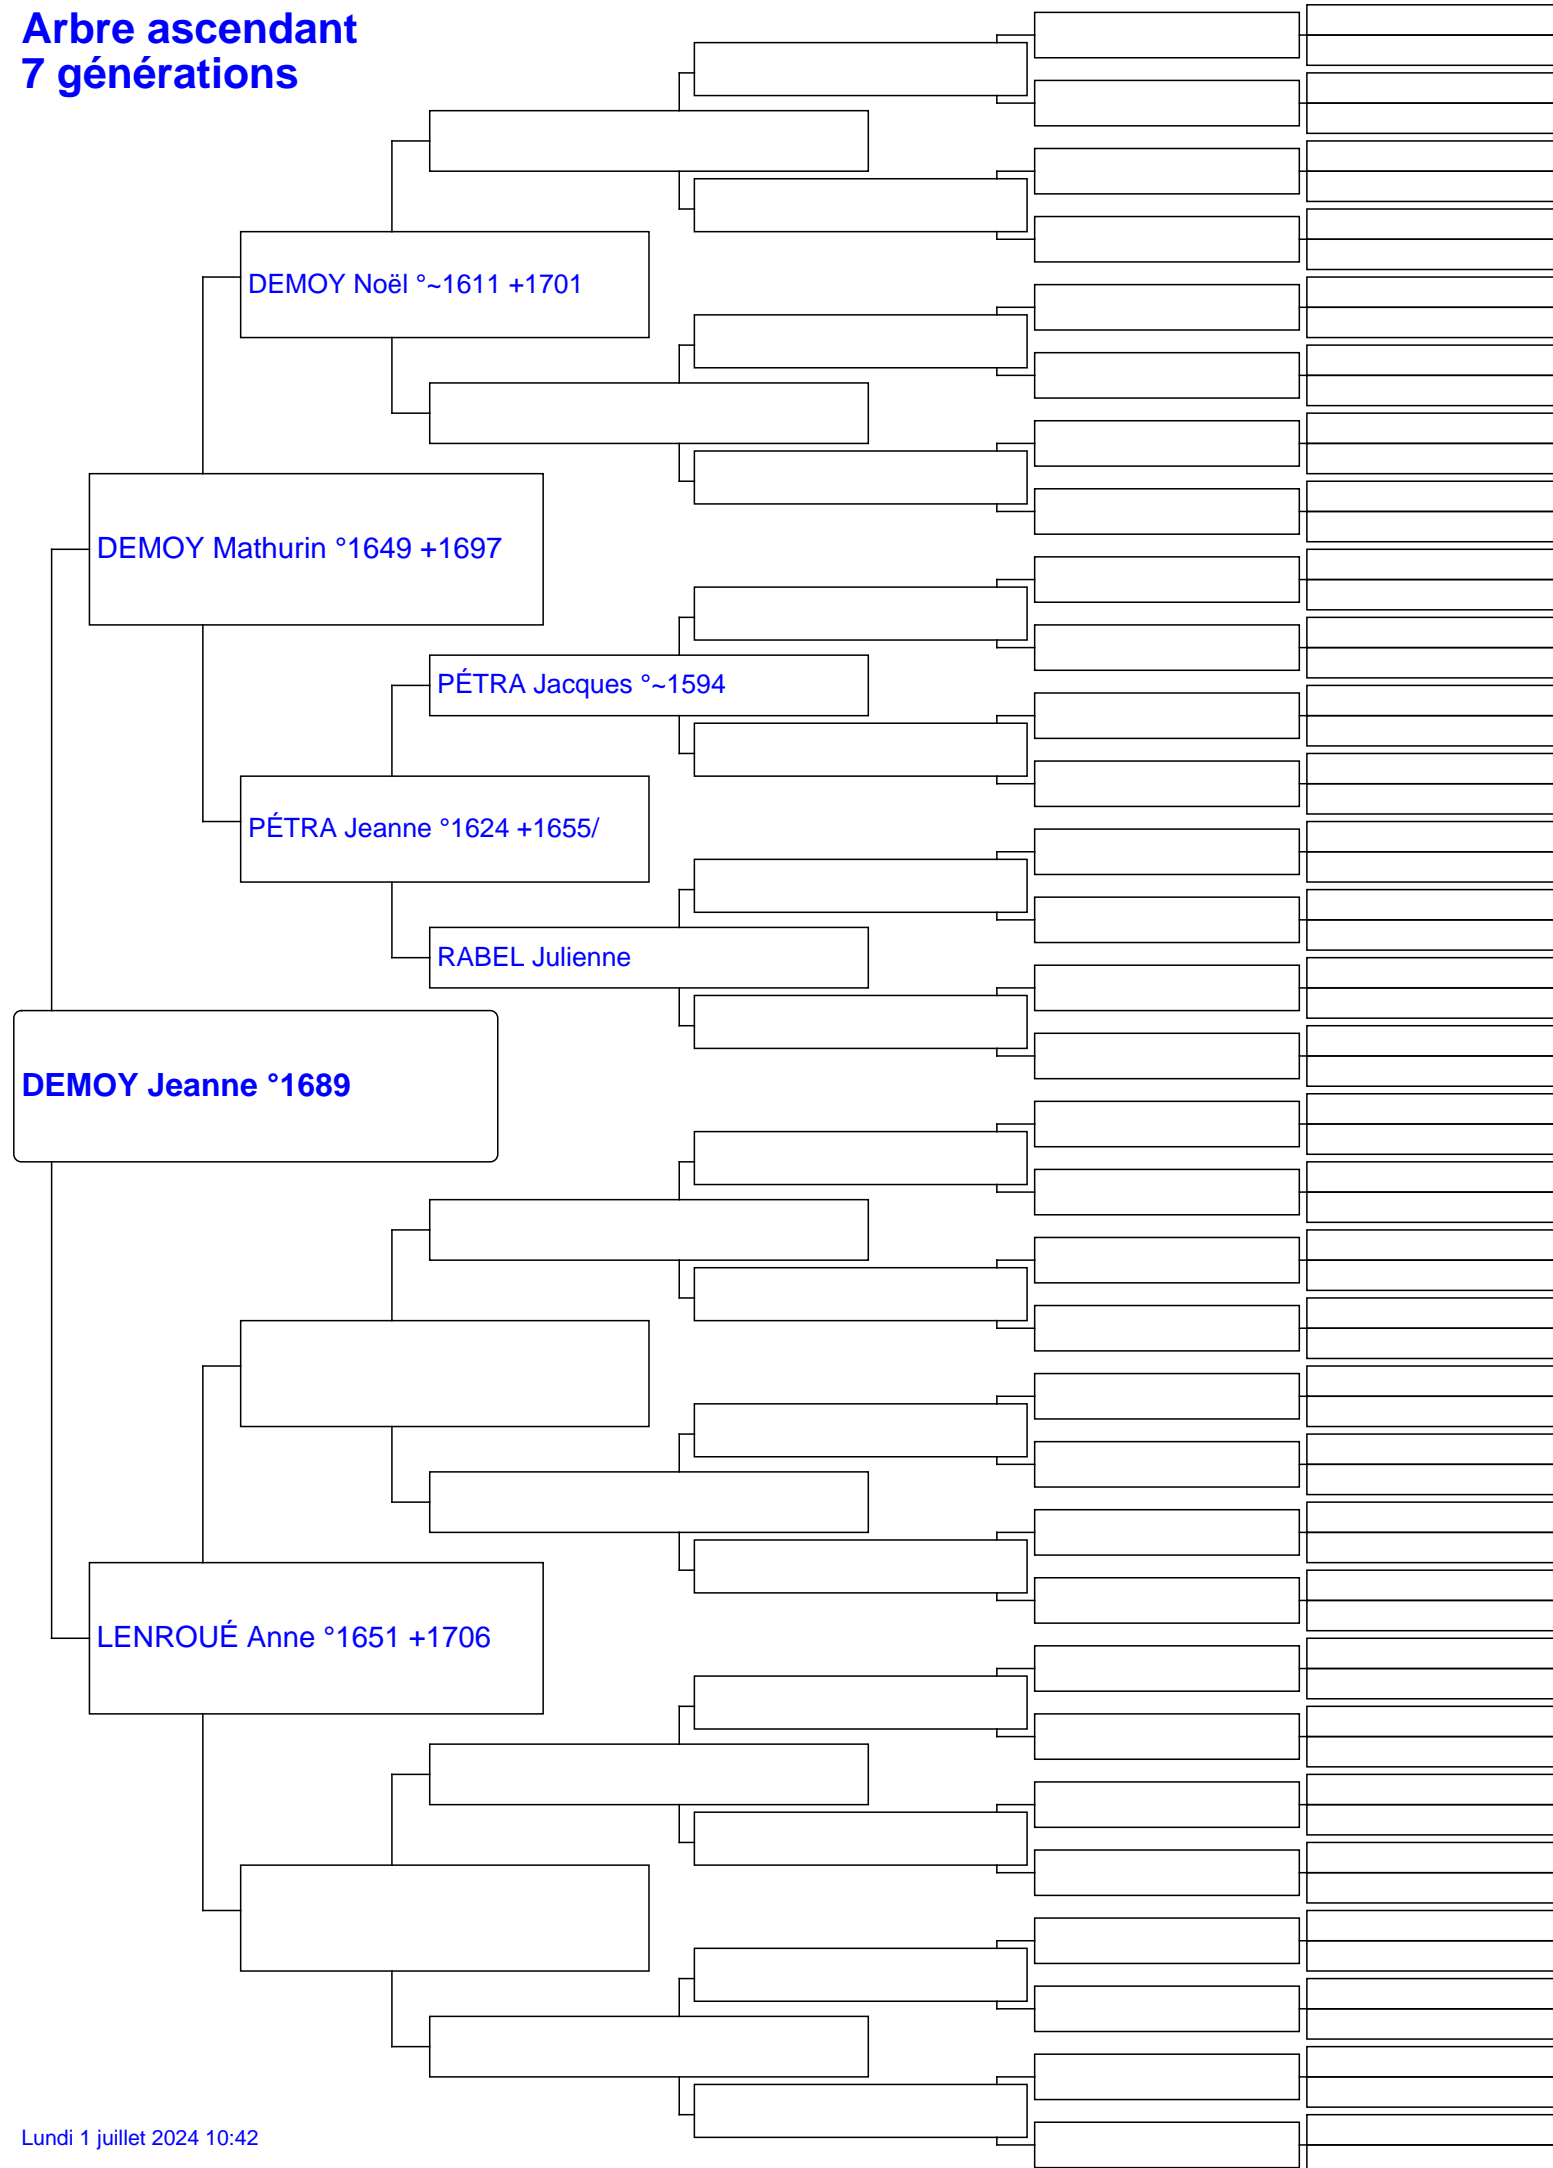 Arbre ascendant
7 générations
DEMOY Noël °~1611 +1701
DEMOY Mathurin °1649 +1697
PÉTRA Jacques °~1594
PÉTRA Jeanne °1624 +1655/
RABEL Julienne
DEMOY Jeanne °1689
LENROUÉ Anne °1651 +1706
Lundi 1 juillet 2024 10:42